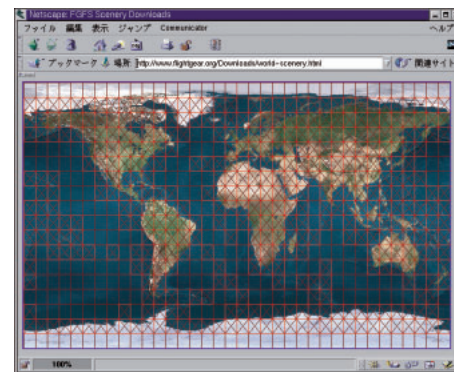 Netscape: FGFS Scenery Downloads
ファイル 編集 表示 ジャンプ Communicator ヘルプ
ブックマーク 場所: http://www.flightgear.org/Downloads/world-scenery.html 関連サイト
100%